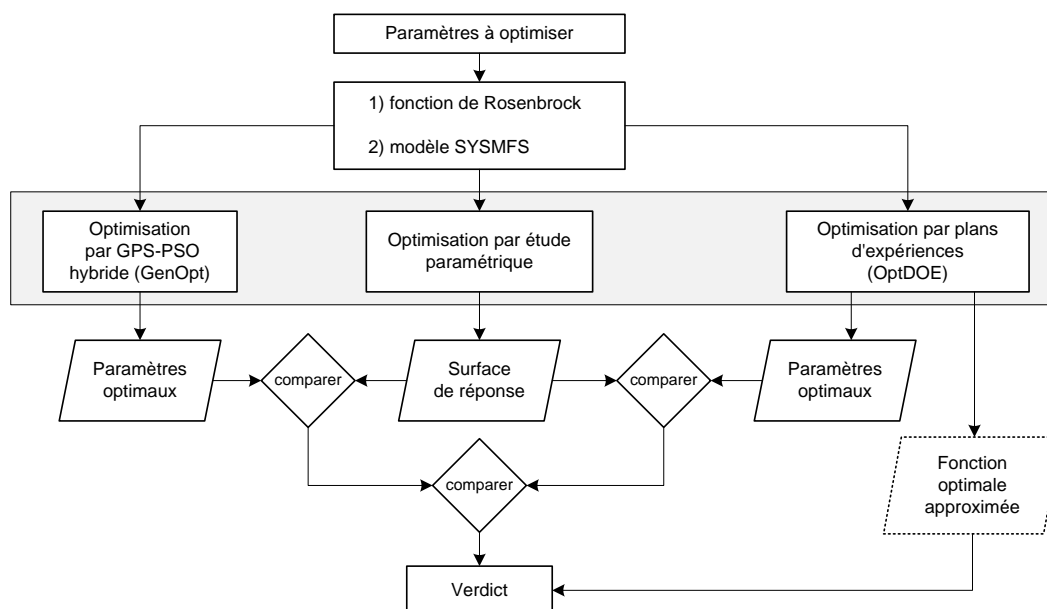 Paramètres à optimiser
1) fonction de Rosenbrock
2) modèle SYSMFS
Optimisation
par GPS-PSO
hybride (GenOpt)
Optimisation par étude
paramétrique
Optimisation par plans
d'expériences
(OptDOE)
Paramètres
optimaux
comparer
Surface
de réponse
comparer
Paramètres
optimaux
comparer
Fonction
optimale
approximée
Verdict